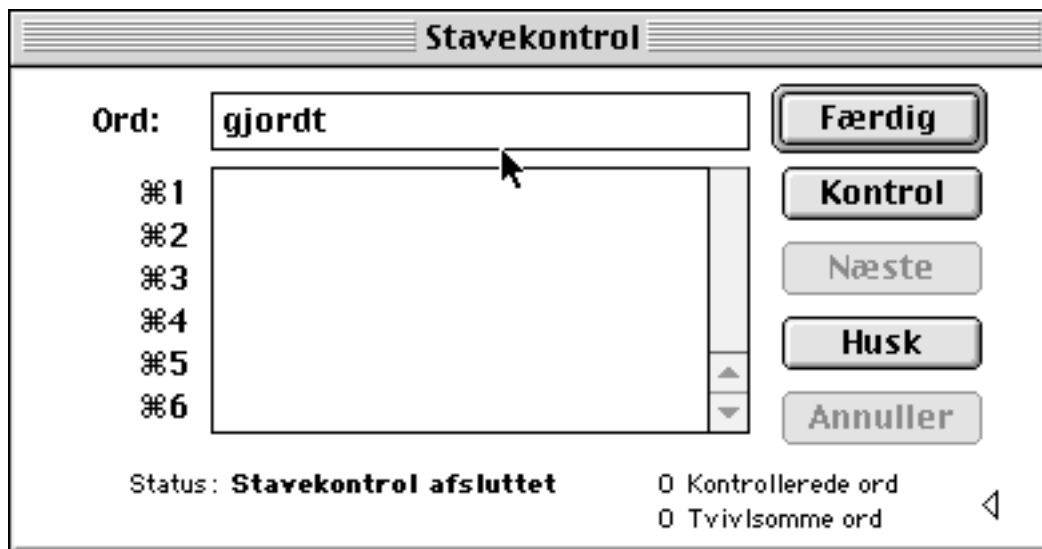 Stavekontrol
Ord: gjordt Færdig
⌘1 Kontrol
⌘2
⌘3 Næste
⌘4
⌘5 Husk
⌘6 Annuller
Status: Stavekontrol afsluttet 0 Kontrollerede ord
0 Tvivlsomme ord